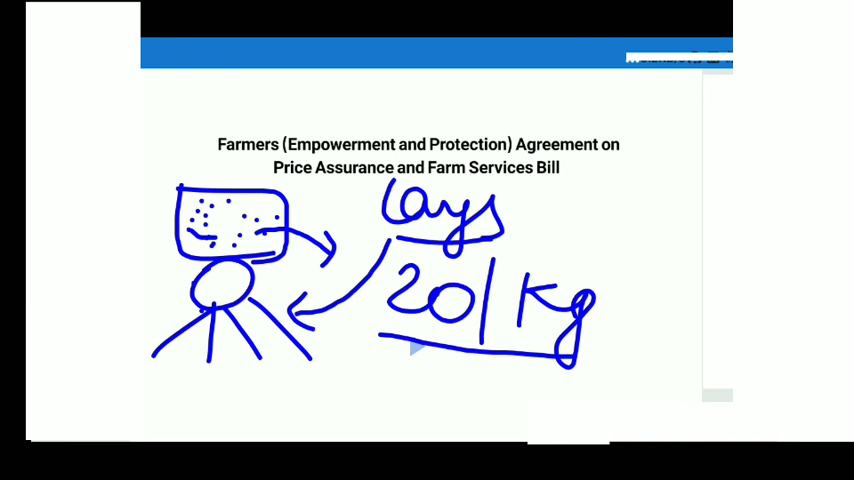 Farmers (Empowerment and Protection) Agreement on
Price Assurance and Farm Services Bill
Lays
20/Kg